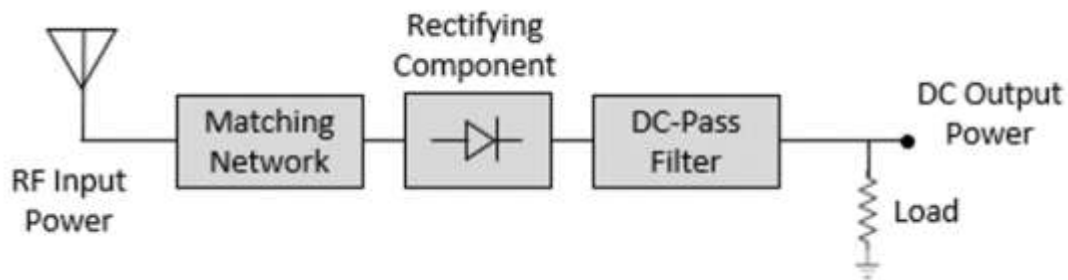 RF Input
Power
Matching
Network
Rectifying
Component
DC-Pass
Filter
DC Output
Power
Load